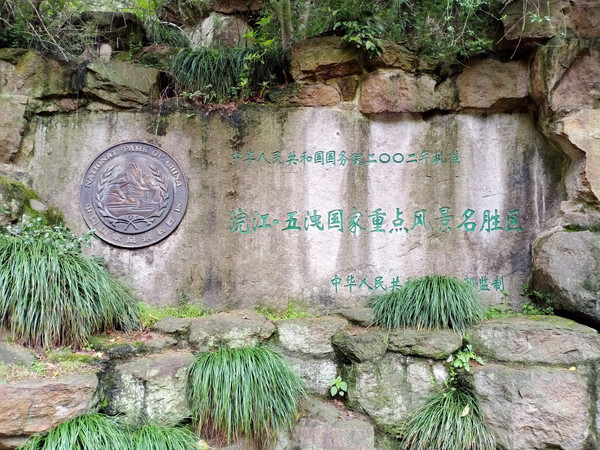 NATIONAL PARK OF CHINA
中华人民共和国国务院二〇〇二年批准
浣江·五洩国家重点风景名胜区
中华人民共 部监制